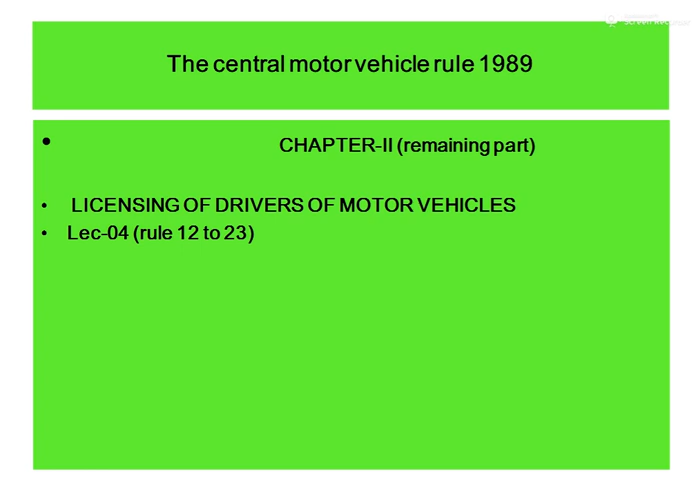 The central motor vehicle rule 1989
• CHAPTER-II (remaining part)
• LICENSING OF DRIVERS OF MOTOR VEHICLES
• Lec-04 (rule 12 to 23)